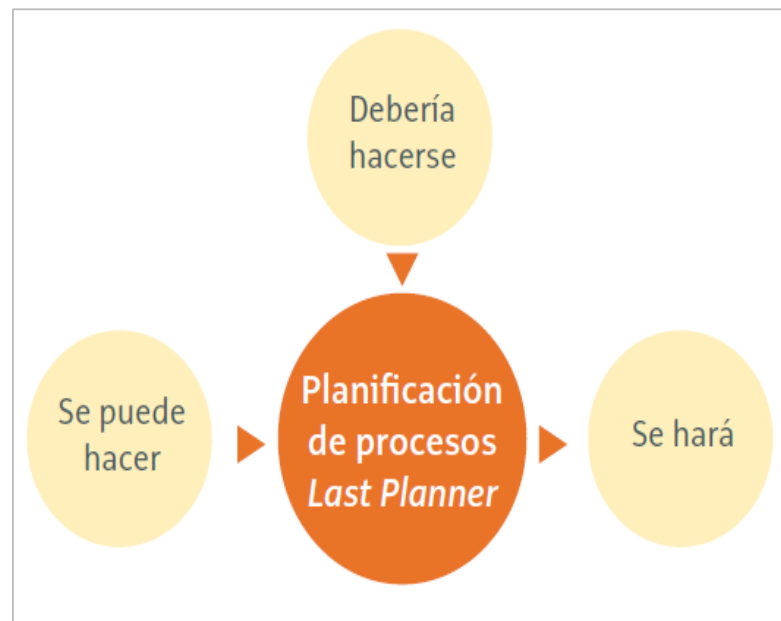 Debería
hacerse
Se puede
hacer
Planificación
de procesos
Last Planner
Se hará